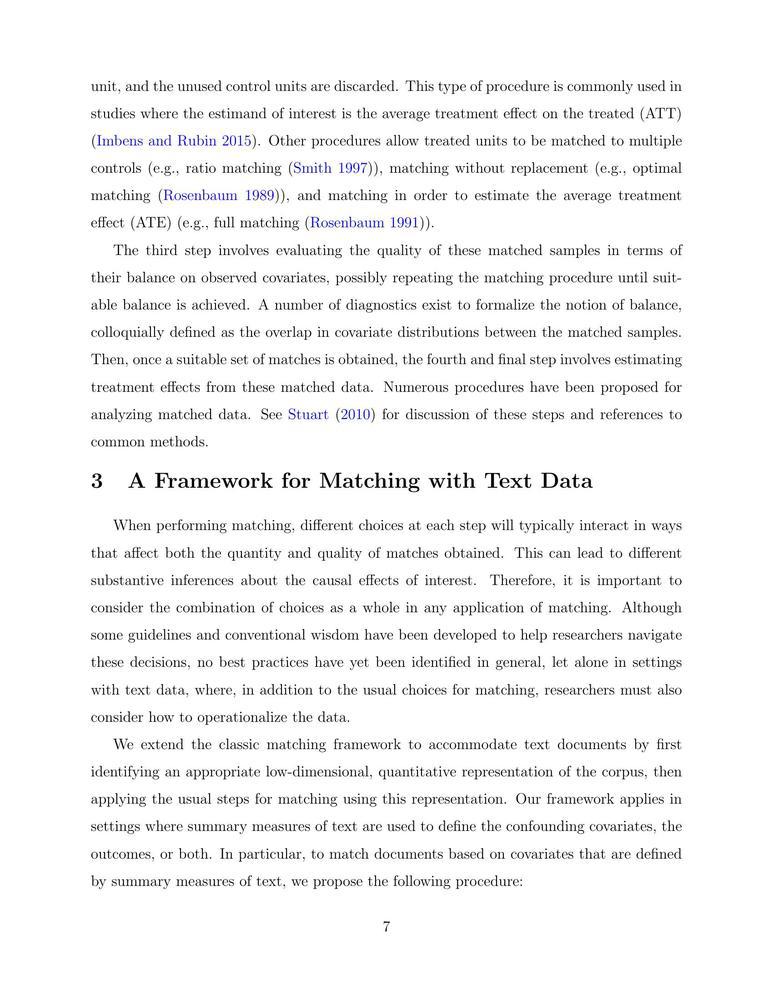 unit, and the unused control units are discarded. This type of procedure is commonly used in
studies where the estimand of interest is the average treatment effect on the treated (ATT)
(Imbens and Rubin 2015). Other procedures allow treated units to be matched to multiple
controls (e.g., ratio matching (Smith 1997)), matching without replacement (e.g., optimal
matching (Rosenbaum 1989)), and matching in order to estimate the average treatment
effect (ATE) (e.g., full matching (Rosenbaum 1991)).
The third step involves evaluating the quality of these matched samples in terms of
their balance on observed covariates, possibly repeating the matching procedure until suit-
able balance is achieved. A number of diagnostics exist to formalize the notion of balance,
colloquially defined as the overlap in covariate distributions between the matched samples.
Then, once a suitable set of matches is obtained, the fourth and final step involves estimating
treatment effects from these matched data. Numerous procedures have been proposed for
analyzing matched data. See Stuart (2010) for discussion of these steps and references to
common methods.
3 A Framework for Matching with Text Data
When performing matching, different choices at each step will typically interact in ways
that affect both the quantity and quality of matches obtained. This can lead to different
substantive inferences about the causal effects of interest. Therefore, it is important to
consider the combination of choices as a whole in any application of matching. Although
some guidelines and conventional wisdom have been developed to help researchers navigate
these decisions, no best practices have yet been identified in general, let alone in settings
with text data, where, in addition to the usual choices for matching, researchers must also
consider how to operationalize the data.
We extend the classic matching framework to accommodate text documents by first
identifying an appropriate low-dimensional, quantitative representation of the corpus, then
applying the usual steps for matching using this representation. Our framework applies in
settings where summary measures of text are used to define the confounding covariates, the
outcomes, or both. In particular, to match documents based on covariates that are defined
by summary measures of text, we propose the following procedure:
7